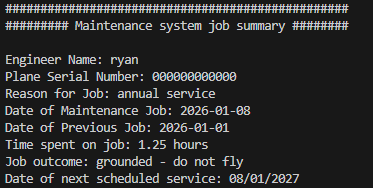 ################################################
######### Maintenance system job summary ########
Engineer Name: ryan
Plane Serial Number: 000000000000
Reason for Job: annual service
Date of Maintenance Job: 2026-01-08
Date of Previous Job: 2026-01-01
Time spent on job: 1.25 hours
Job outcome: grounded - do not fly
Date of next scheduled service: 08/01/2027